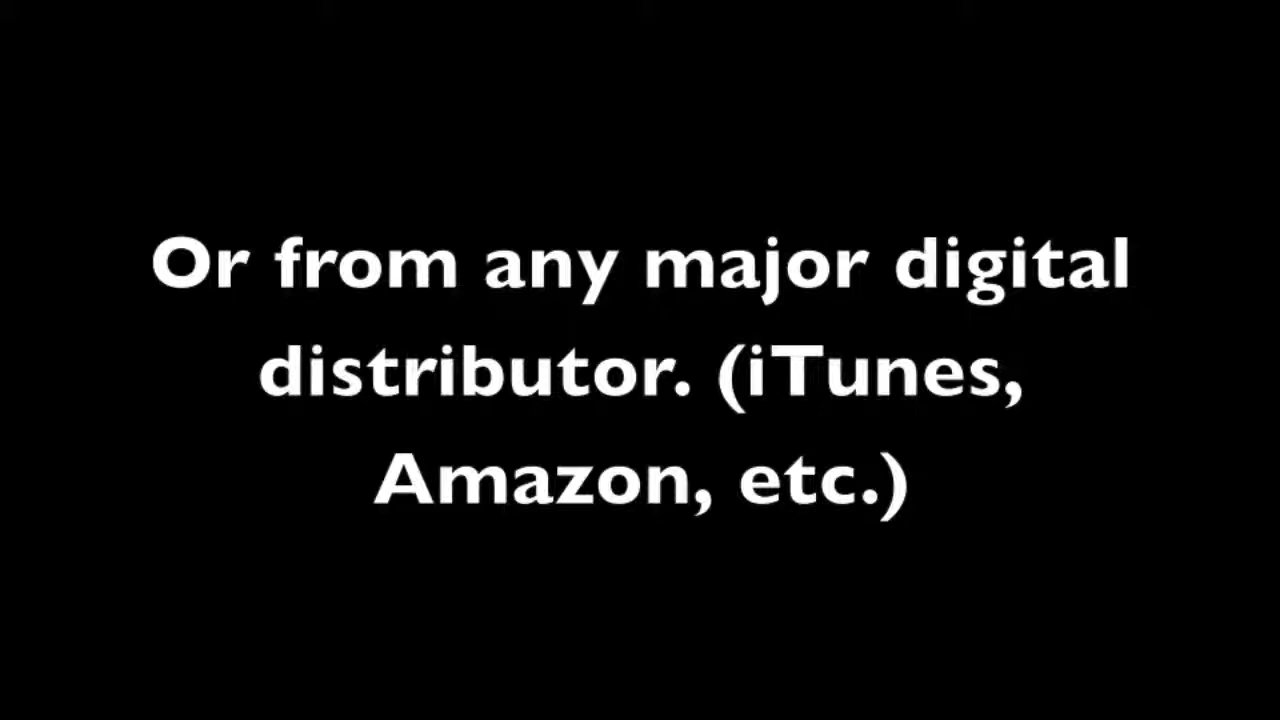 Or from any major digital
distributor. (iTunes,
Amazon, etc.)